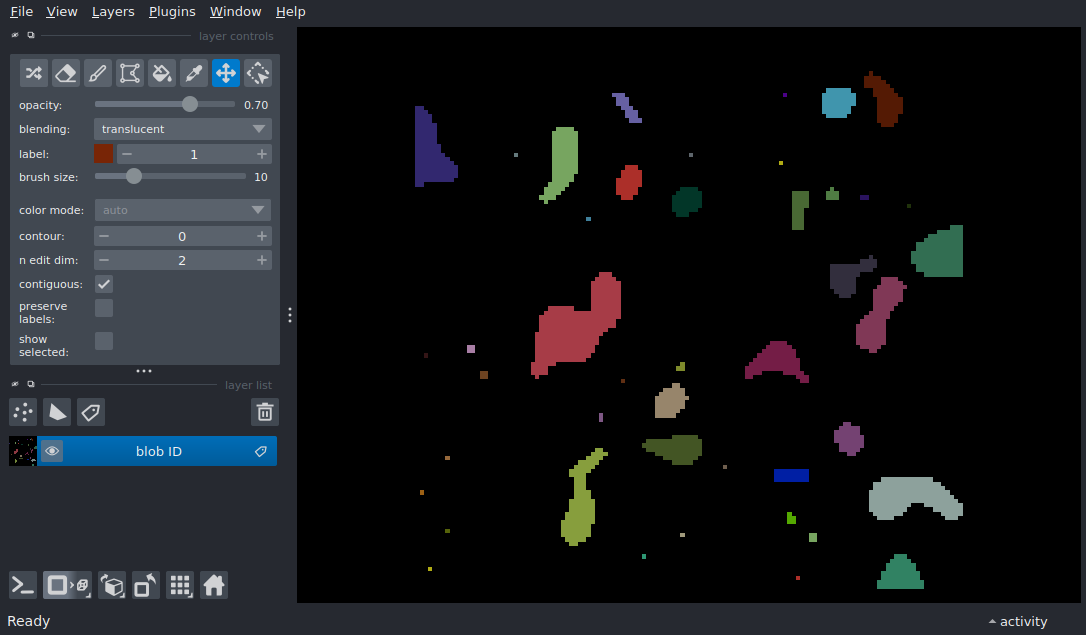 File View Layers Plugins Window Help
layer controls
opacity: 0.70
blending: translucent
label: 1
brush size: 10
color mode: auto
contour: 0
n edit dim: 2
contiguous:
preserve
labels:
show
selected:
layer list
blob ID
Ready activity